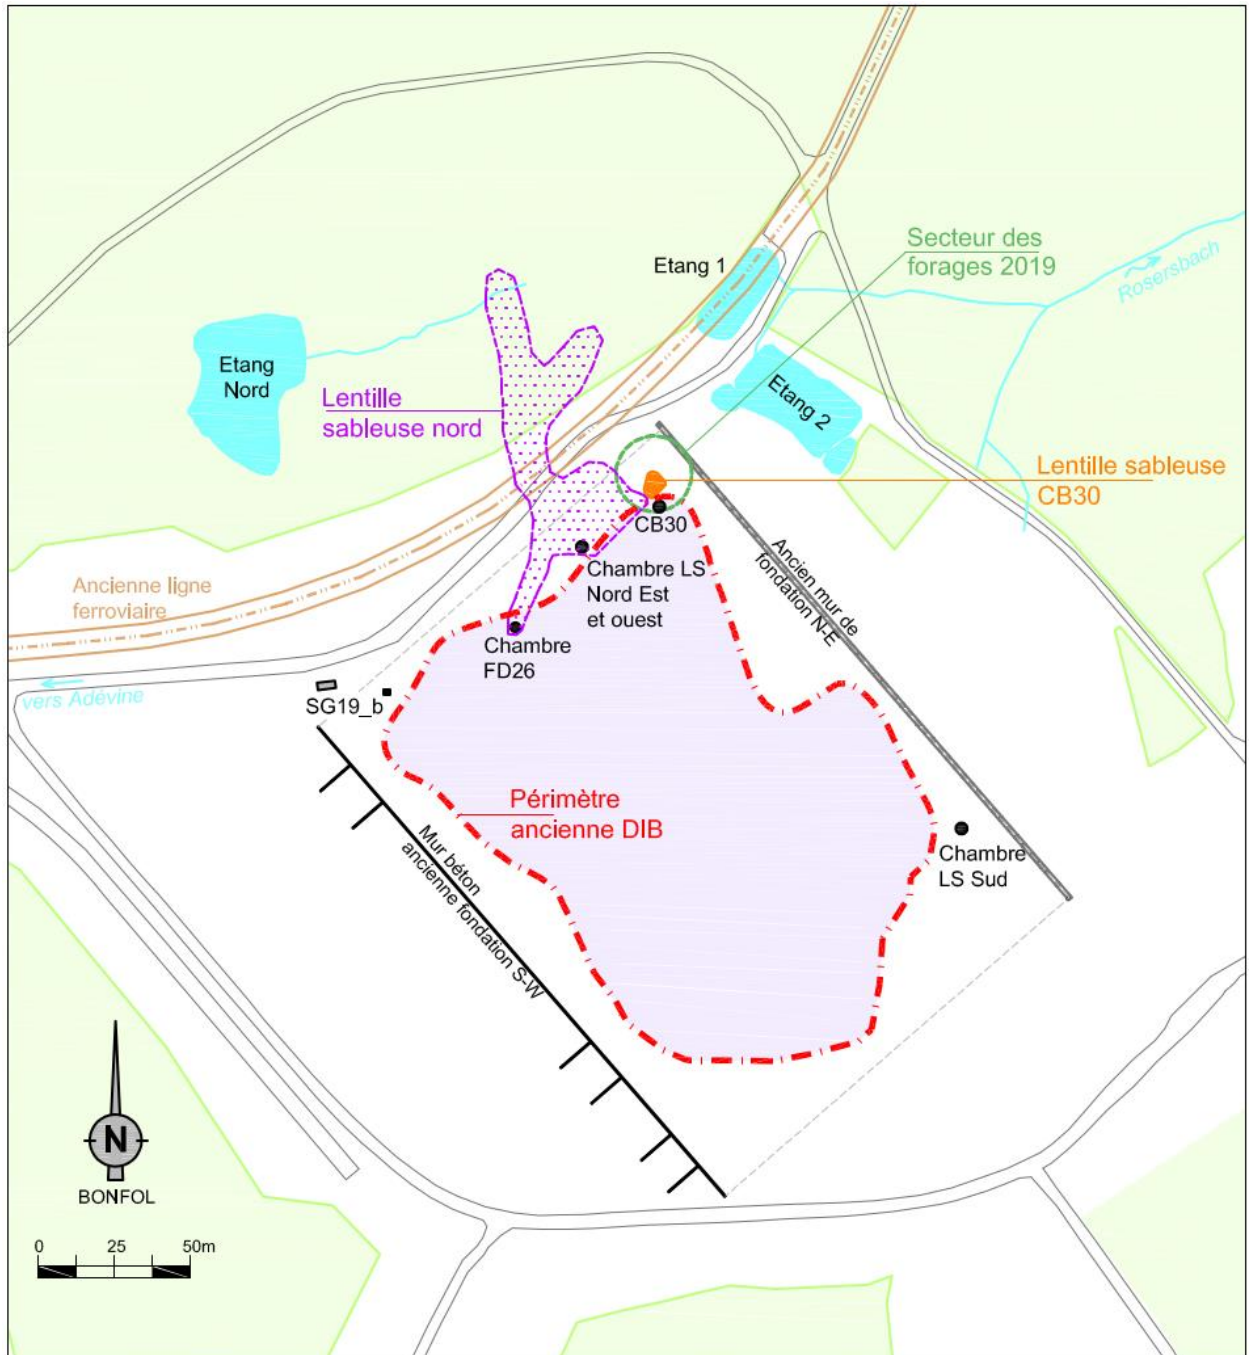 Secteur des
forages 2019
Etang 1
Rosersbach
Etang
Nord
Etang 2
Lentille
sableuse nord
Lentille sableuse
CB30
CB30
Ancien mur de
fondation N-E
Ancienne ligne
ferroviaire
Chambre LS
Nord Est
et ouest
Chambre
FD26
vers Adévine
SG19_b
Périmètre
ancienne DIB
Mur béton
ancienne fondation S-W
Chambre
LS Sud
N
BONFOL
0 25 50m